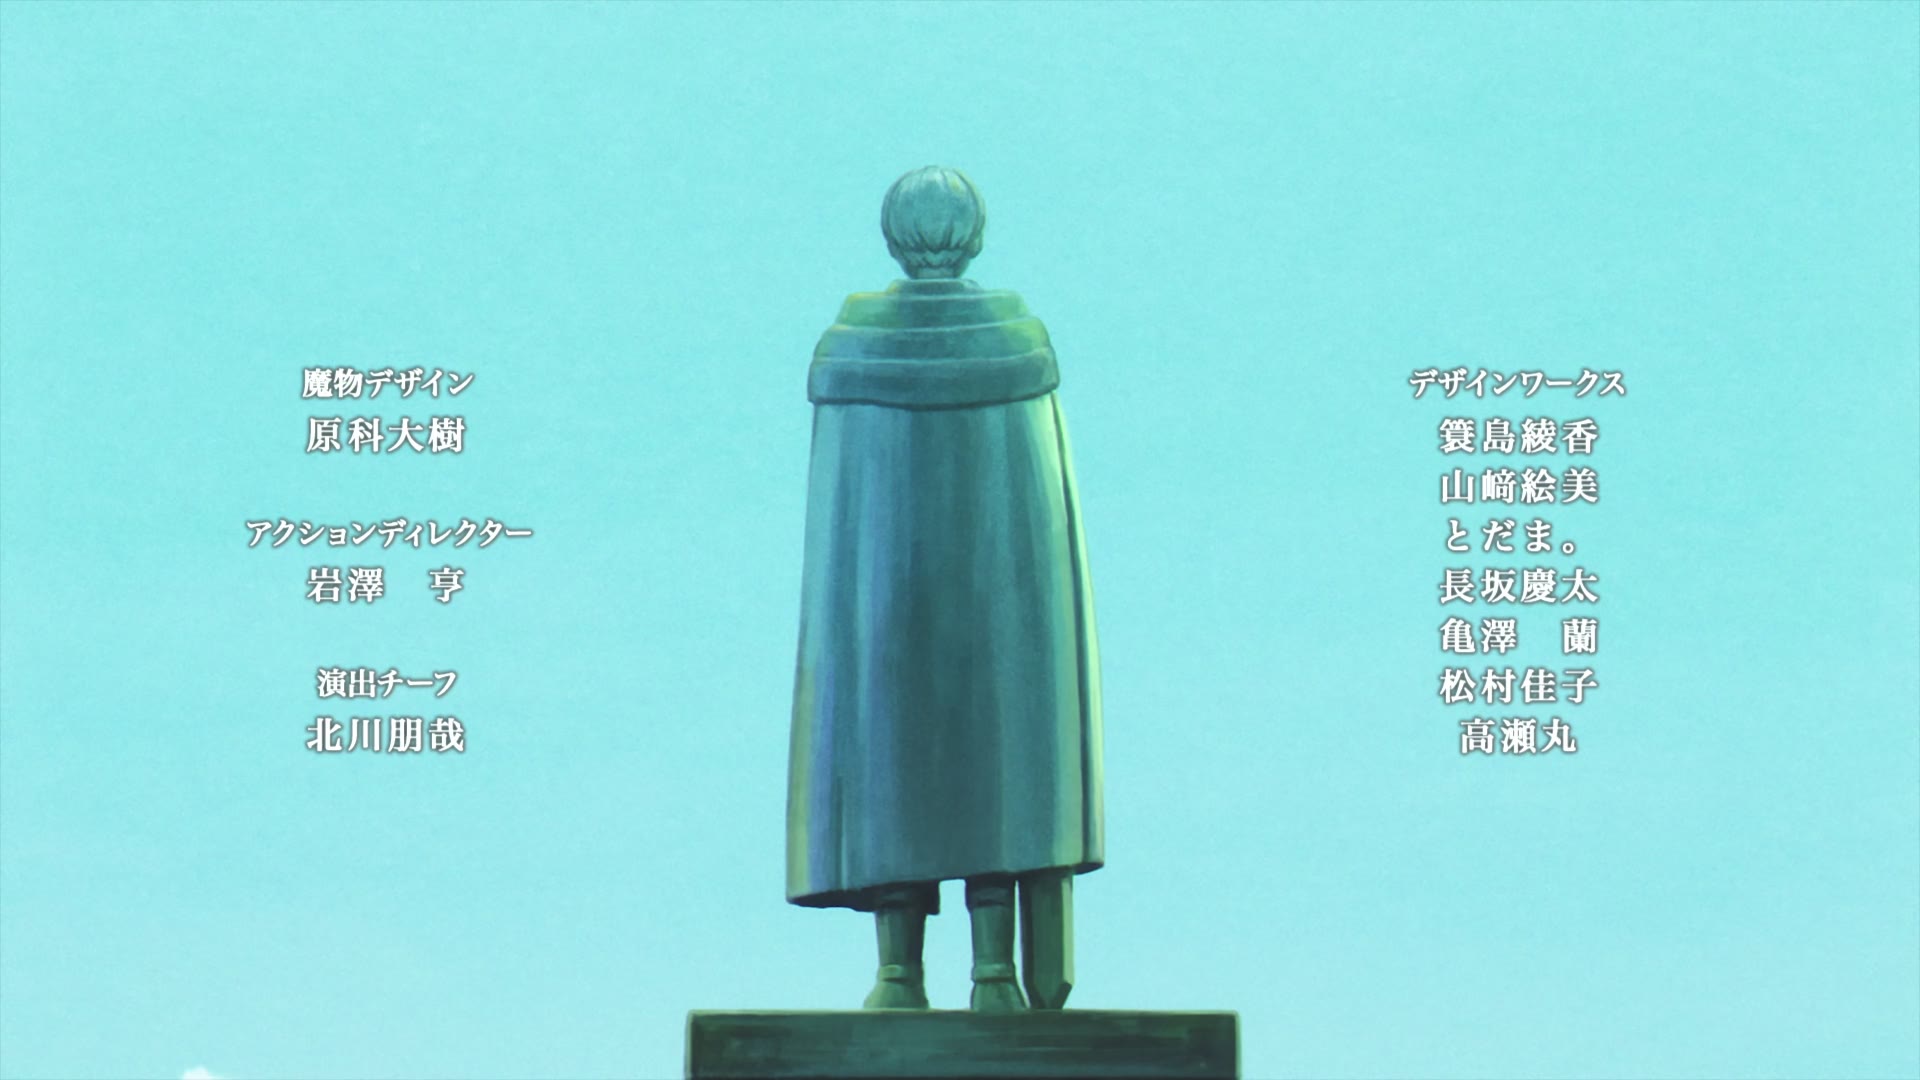 魔物デザイン
原科大樹
アクションディレクター
岩澤　亨
演出チーフ
北川朋哉
デザインワークス
簑島綾香
山﨑絵美
とだま。
長坂慶太
亀澤　蘭
松村佳子
高瀬丸